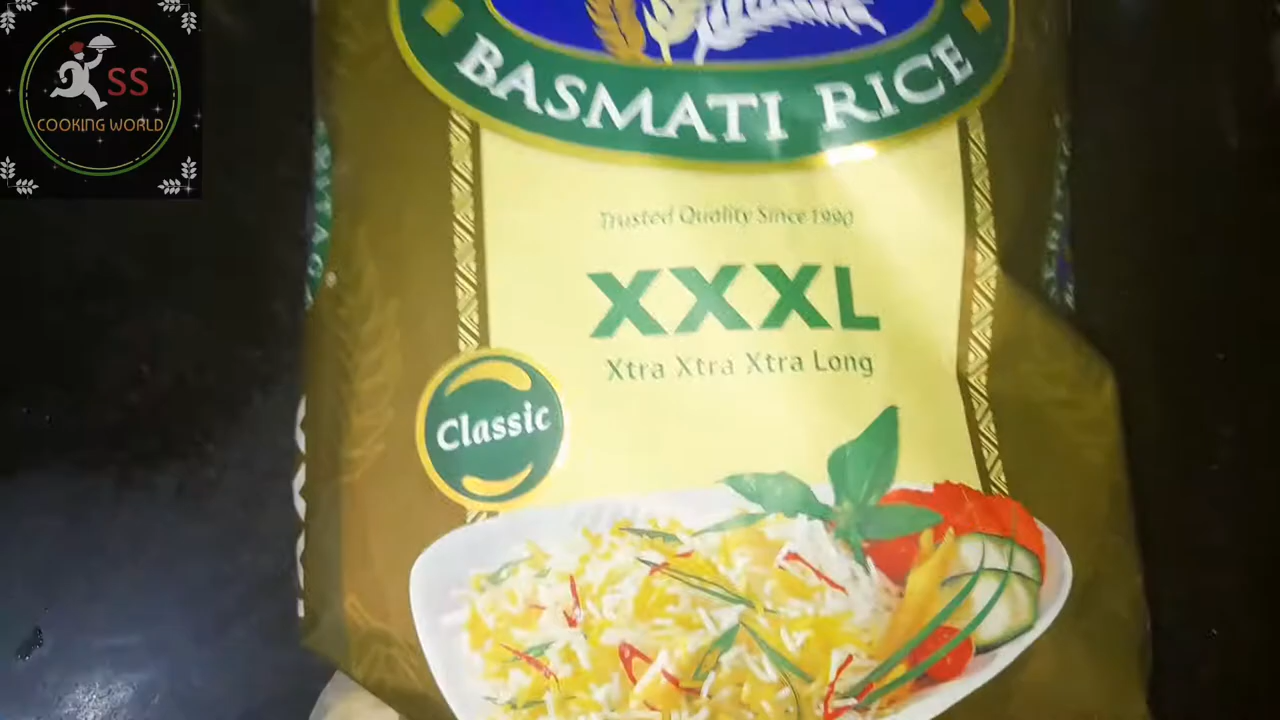 SS
COOKING WORLD
BASMATI RICE
Trusted Quality Since 1990
XXXL
Xtra Xtra Xtra Long
Classic